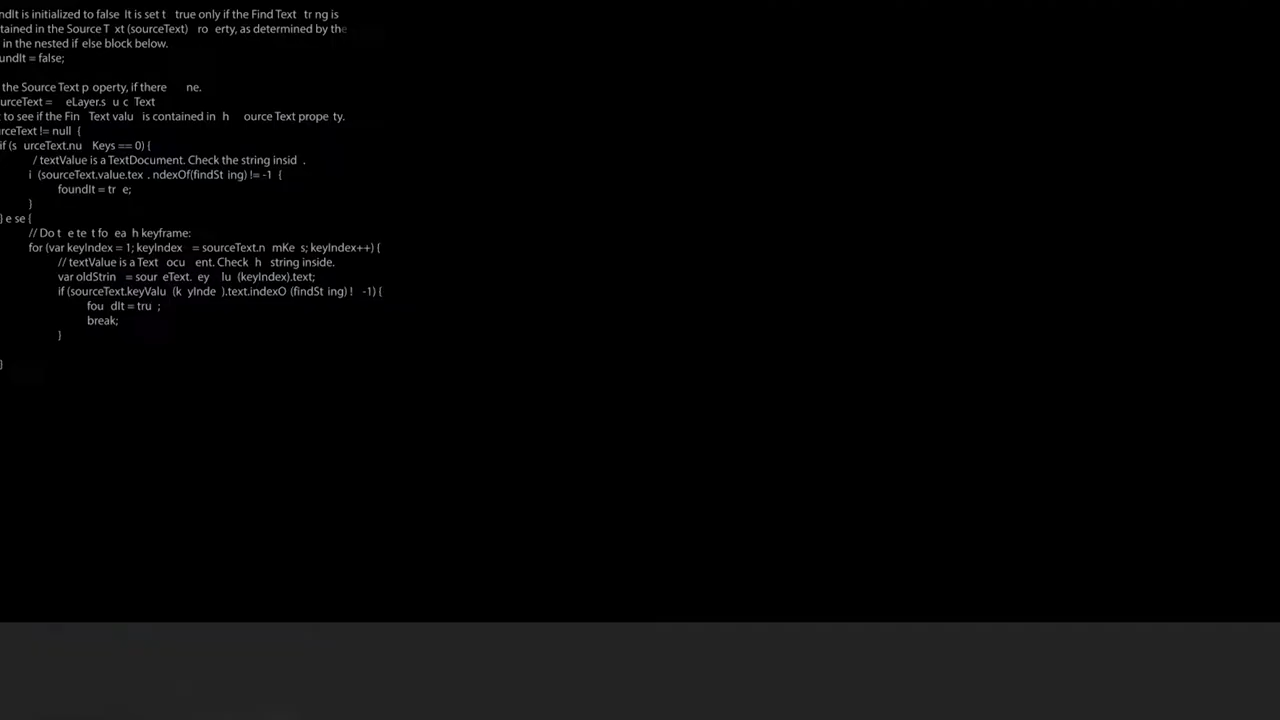 ndIt is initialized to false It is set t true only if the Find Text tr ng is
tained in the Source T xt (sourceText) ro erty, as determined by the
in the nested if else block below.
undIt = false;
the Source Text p operty, if there ne.
urceText = eLayer.s u c Text
to see if the Fin Text valu is contained in h ource Text prope ty.
rceText != null {
if (s urceText.nu Keys == 0) {
/ textValue is a TextDocument. Check the string insid .
i (sourceText.value.tex . ndexOf(findSt ing) != -1 {
foundIt = tr e;
}
} e se {
// Do t e te t fo ea h keyframe:
for (var keyIndex = 1; keyIndex = sourceText.n mKe s; keyIndex++) {
// textValue is a Text ocu ent. Check h string inside.
var oldStrin = sour eText. ey lu (keyIndex).text;
if (sourceText.keyValu (k yInde ).text.indexO (findSt ing) ! -1) {
fou dIt = tru ;
break;
}
}